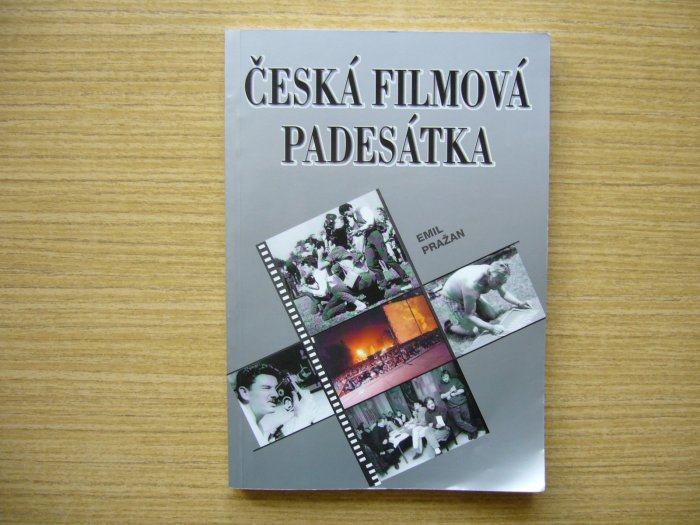 ČESKÁ FILMOVÁ
PADESÁTKA
EMIL
PRAŽAN